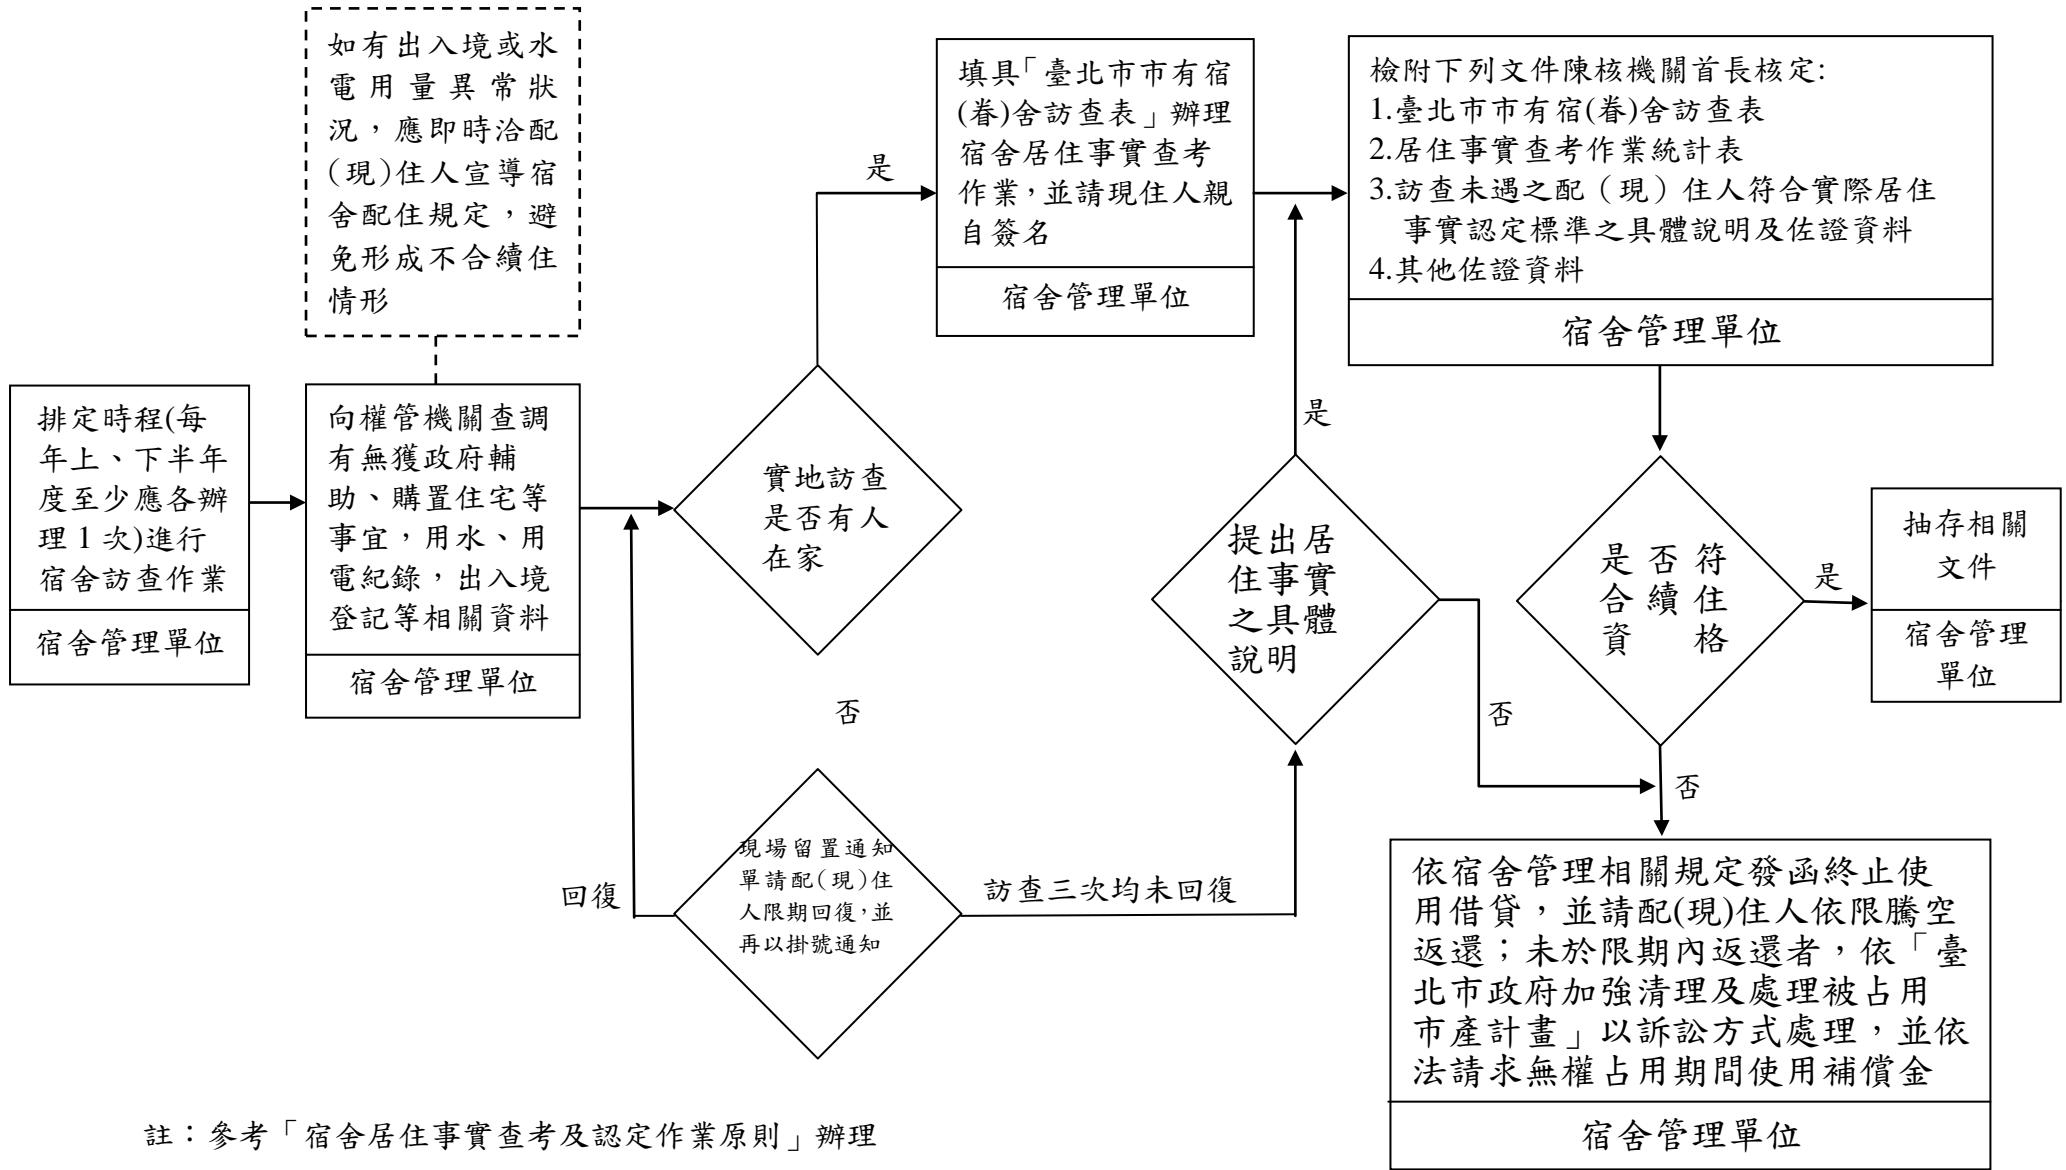 如有出入境或水
電用量異常狀
況，應即時洽配
(現)住人宣導宿
舍配住規定，避
免形成不合續住
情形
排定時程(每
年上、下半年
度至少應各辦
理 1 次)進行
宿舍訪查作業
宿舍管理單位
向權管機關查調
有無獲政府輔
助、購置住宅等
事宜，用水、用
電紀錄，出入境
登記等相關資料
宿舍管理單位
實地訪查
是否有人
在家
是
否
現場留置通知
單請配(現)住
人限期回復，並
再以掛號通知
回復
訪查三次均未回復
填具「臺北市市有宿
(眷)舍訪查表」辦理
宿舍居住事實查考
作業，並請現住人親
自簽名
宿舍管理單位
提出居
住事實
之具體
說明
是
否
檢附下列文件陳核機關首長核定:
1.臺北市市有宿(眷)舍訪查表
2.居住事實查考作業統計表
3.訪查未遇之配（現）住人符合實際居住
事實認定標準之具體說明及佐證資料
4.其他佐證資料
宿舍管理單位
是否符
合續住
資格
是
否
抽存相關
文件
宿舍管理
單位
依宿舍管理相關規定發函終止使
用借貸，並請配(現)住人依限騰空
返還；未於限期內返還者，依「臺
北市政府加強清理及處理被占用
市產計畫」以訴訟方式處理，並依
法請求無權占用期間使用補償金
宿舍管理單位
註：參考「宿舍居住事實查考及認定作業原則」辦理